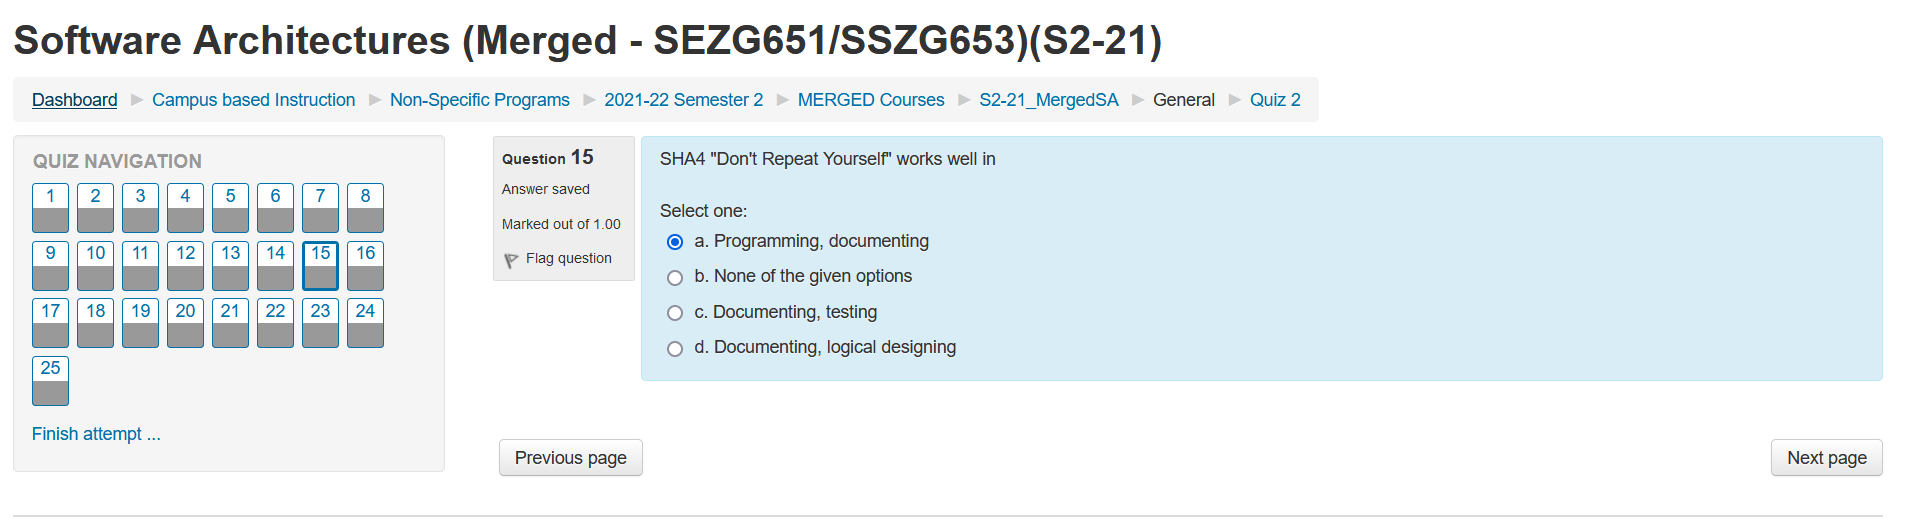 Software Architectures (Merged - SEZG651/SSZG653)(S2-21)
Dashboard Campus based Instruction Non-Specific Programs 2021-22 Semester 2 MERGED Courses S2-21_MergedSA General Quiz 2
QUIZ NAVIGATION
1 2 3 4 5 6 7 8
9 10 11 12 13 14 15 16
17 18 19 20 21 22 23 24
25
Finish attempt ...
Question 15
Answer saved
Marked out of 1.00
Flag question
SHA4 "Don't Repeat Yourself" works well in
Select one:
a. Programming, documenting
b. None of the given options
c. Documenting, testing
d. Documenting, logical designing
Previous page
Next page